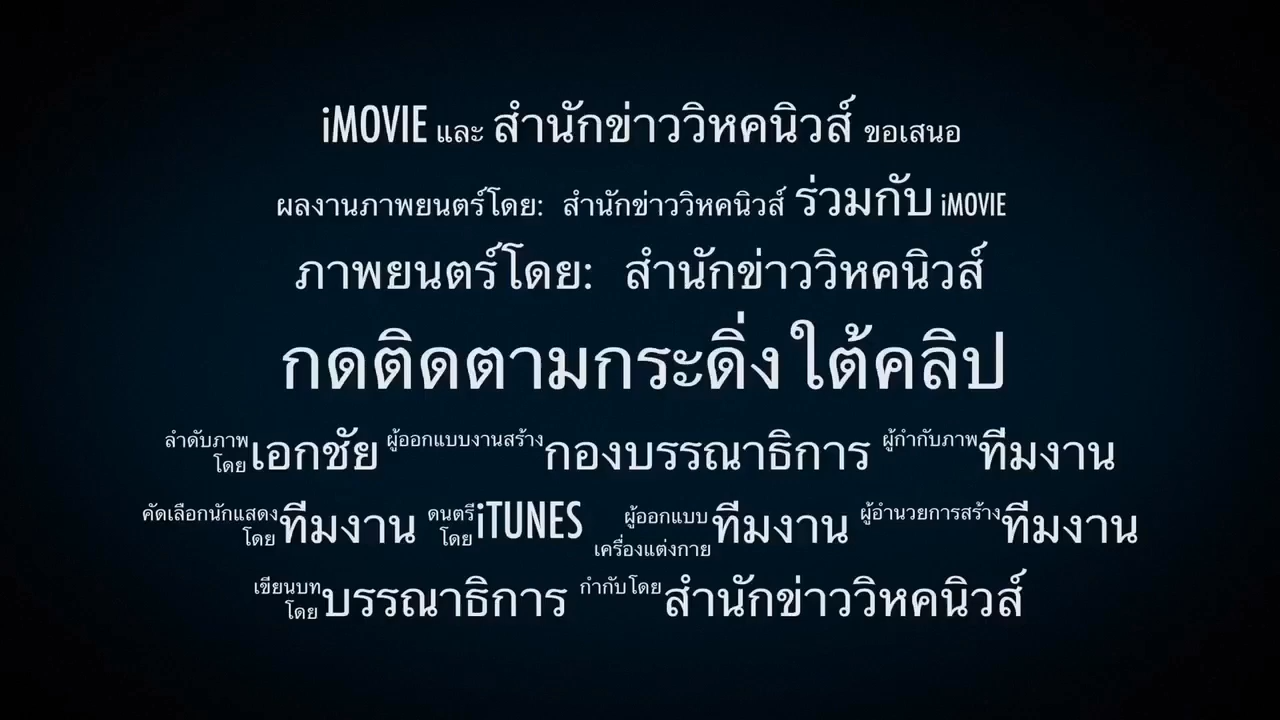 iMOVIE และ สำนักข่าววิหคนิวส์ ขอเสนอ
ผลงานภาพยนตร์โดย: สำนักข่าววิหคนิวส์ ร่วมกับ iMOVIE
ภาพยนตร์โดย: สำนักข่าววิหคนิวส์
กดติดตามกระดิ่ง ใต้คลิป
ลำดับภาพโดย เอกชัย ผู้ออกแบบงานสร้าง กองบรรณาธิการ ผู้กำกับภาพ ทีมงาน
คัดเลือกนักแสดงโดย ทีมงาน ดนตรีโดย iTUNES ผู้ออกแบบเครื่องแต่งกาย ทีมงาน ผู้อำนวยการสร้าง ทีมงาน
เขียนบทโดย บรรณาธิการ กำกับโดย สำนักข่าววิหคนิวส์